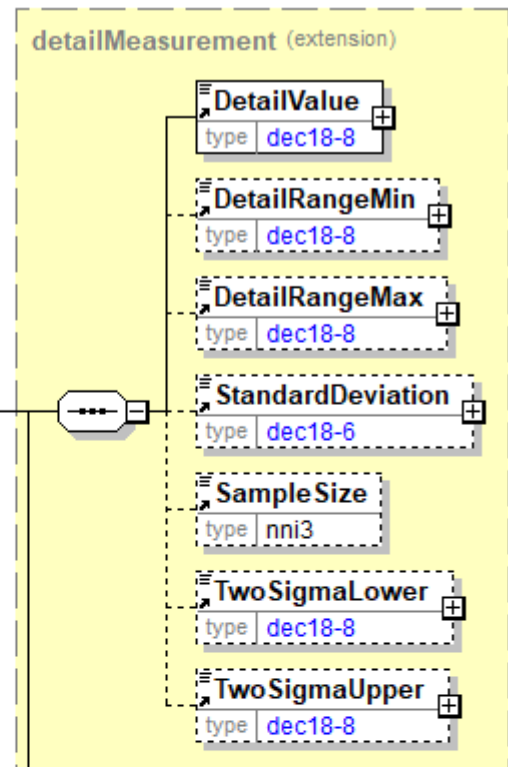 detailMeasurement (extension)
DetailValue
type dec18-8
DetailRangeMin
type dec18-8
DetailRangeMax
type dec18-8
StandardDeviation
type dec18-6
SampleSize
type nni3
TwoSigmaLower
type dec18-8
TwoSigmaUpper
type dec18-8